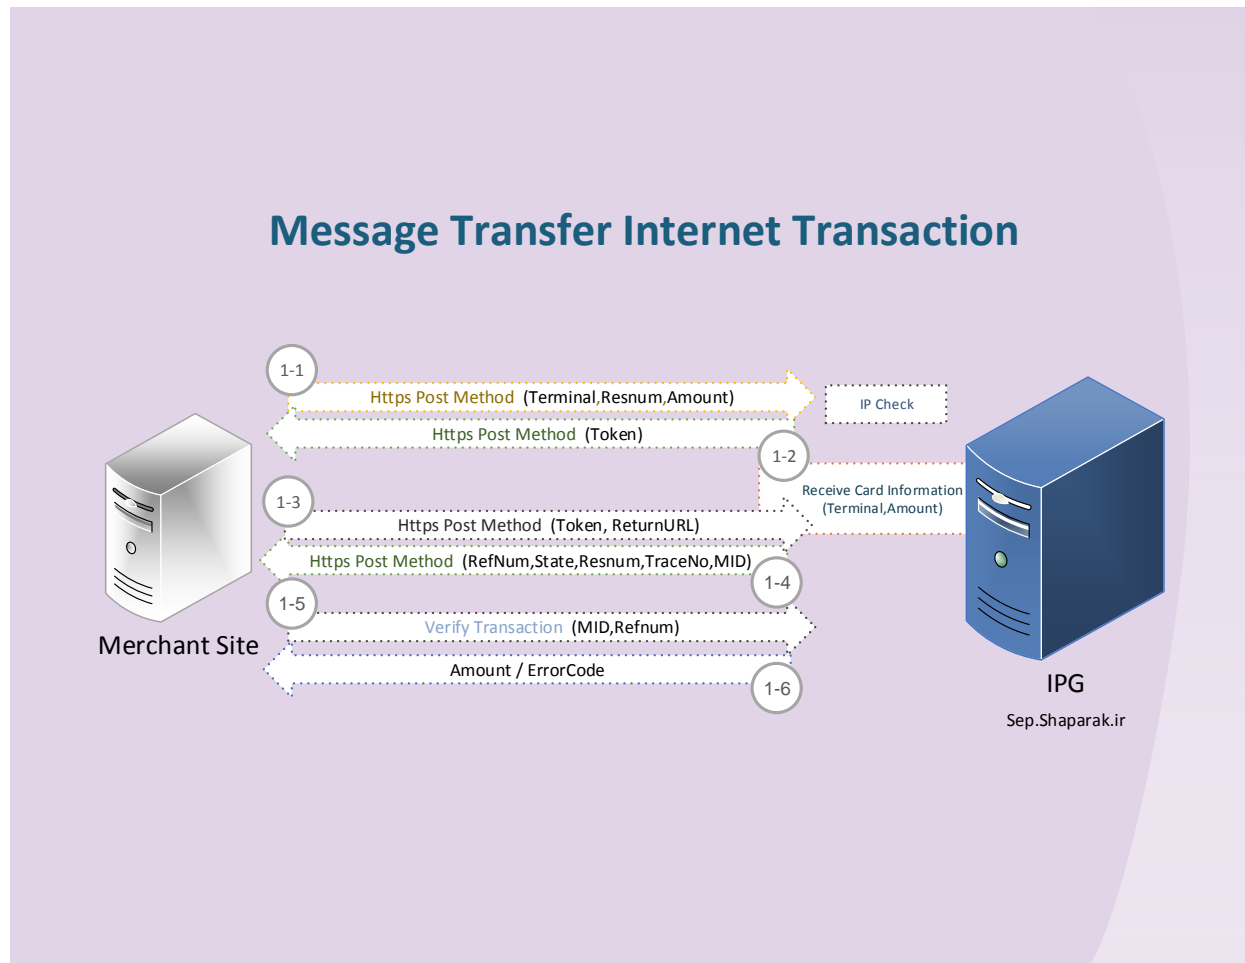 Message Transfer Internet Transaction
1-1
Https Post Method (Terminal,Resnum,Amount)
IP Check
Https Post Method (Token)
1-2
Receive Card Information
(Terminal,Amount)
1-3
Https Post Method (Token, ReturnURL)
Https Post Method (RefNum,State,Resnum,TraceNo,MID)
1-4
1-5
Verify Transaction (MID,Refnum)
Merchant Site
Amount / ErrorCode
1-6
IPG
Sep.Shaparak.ir